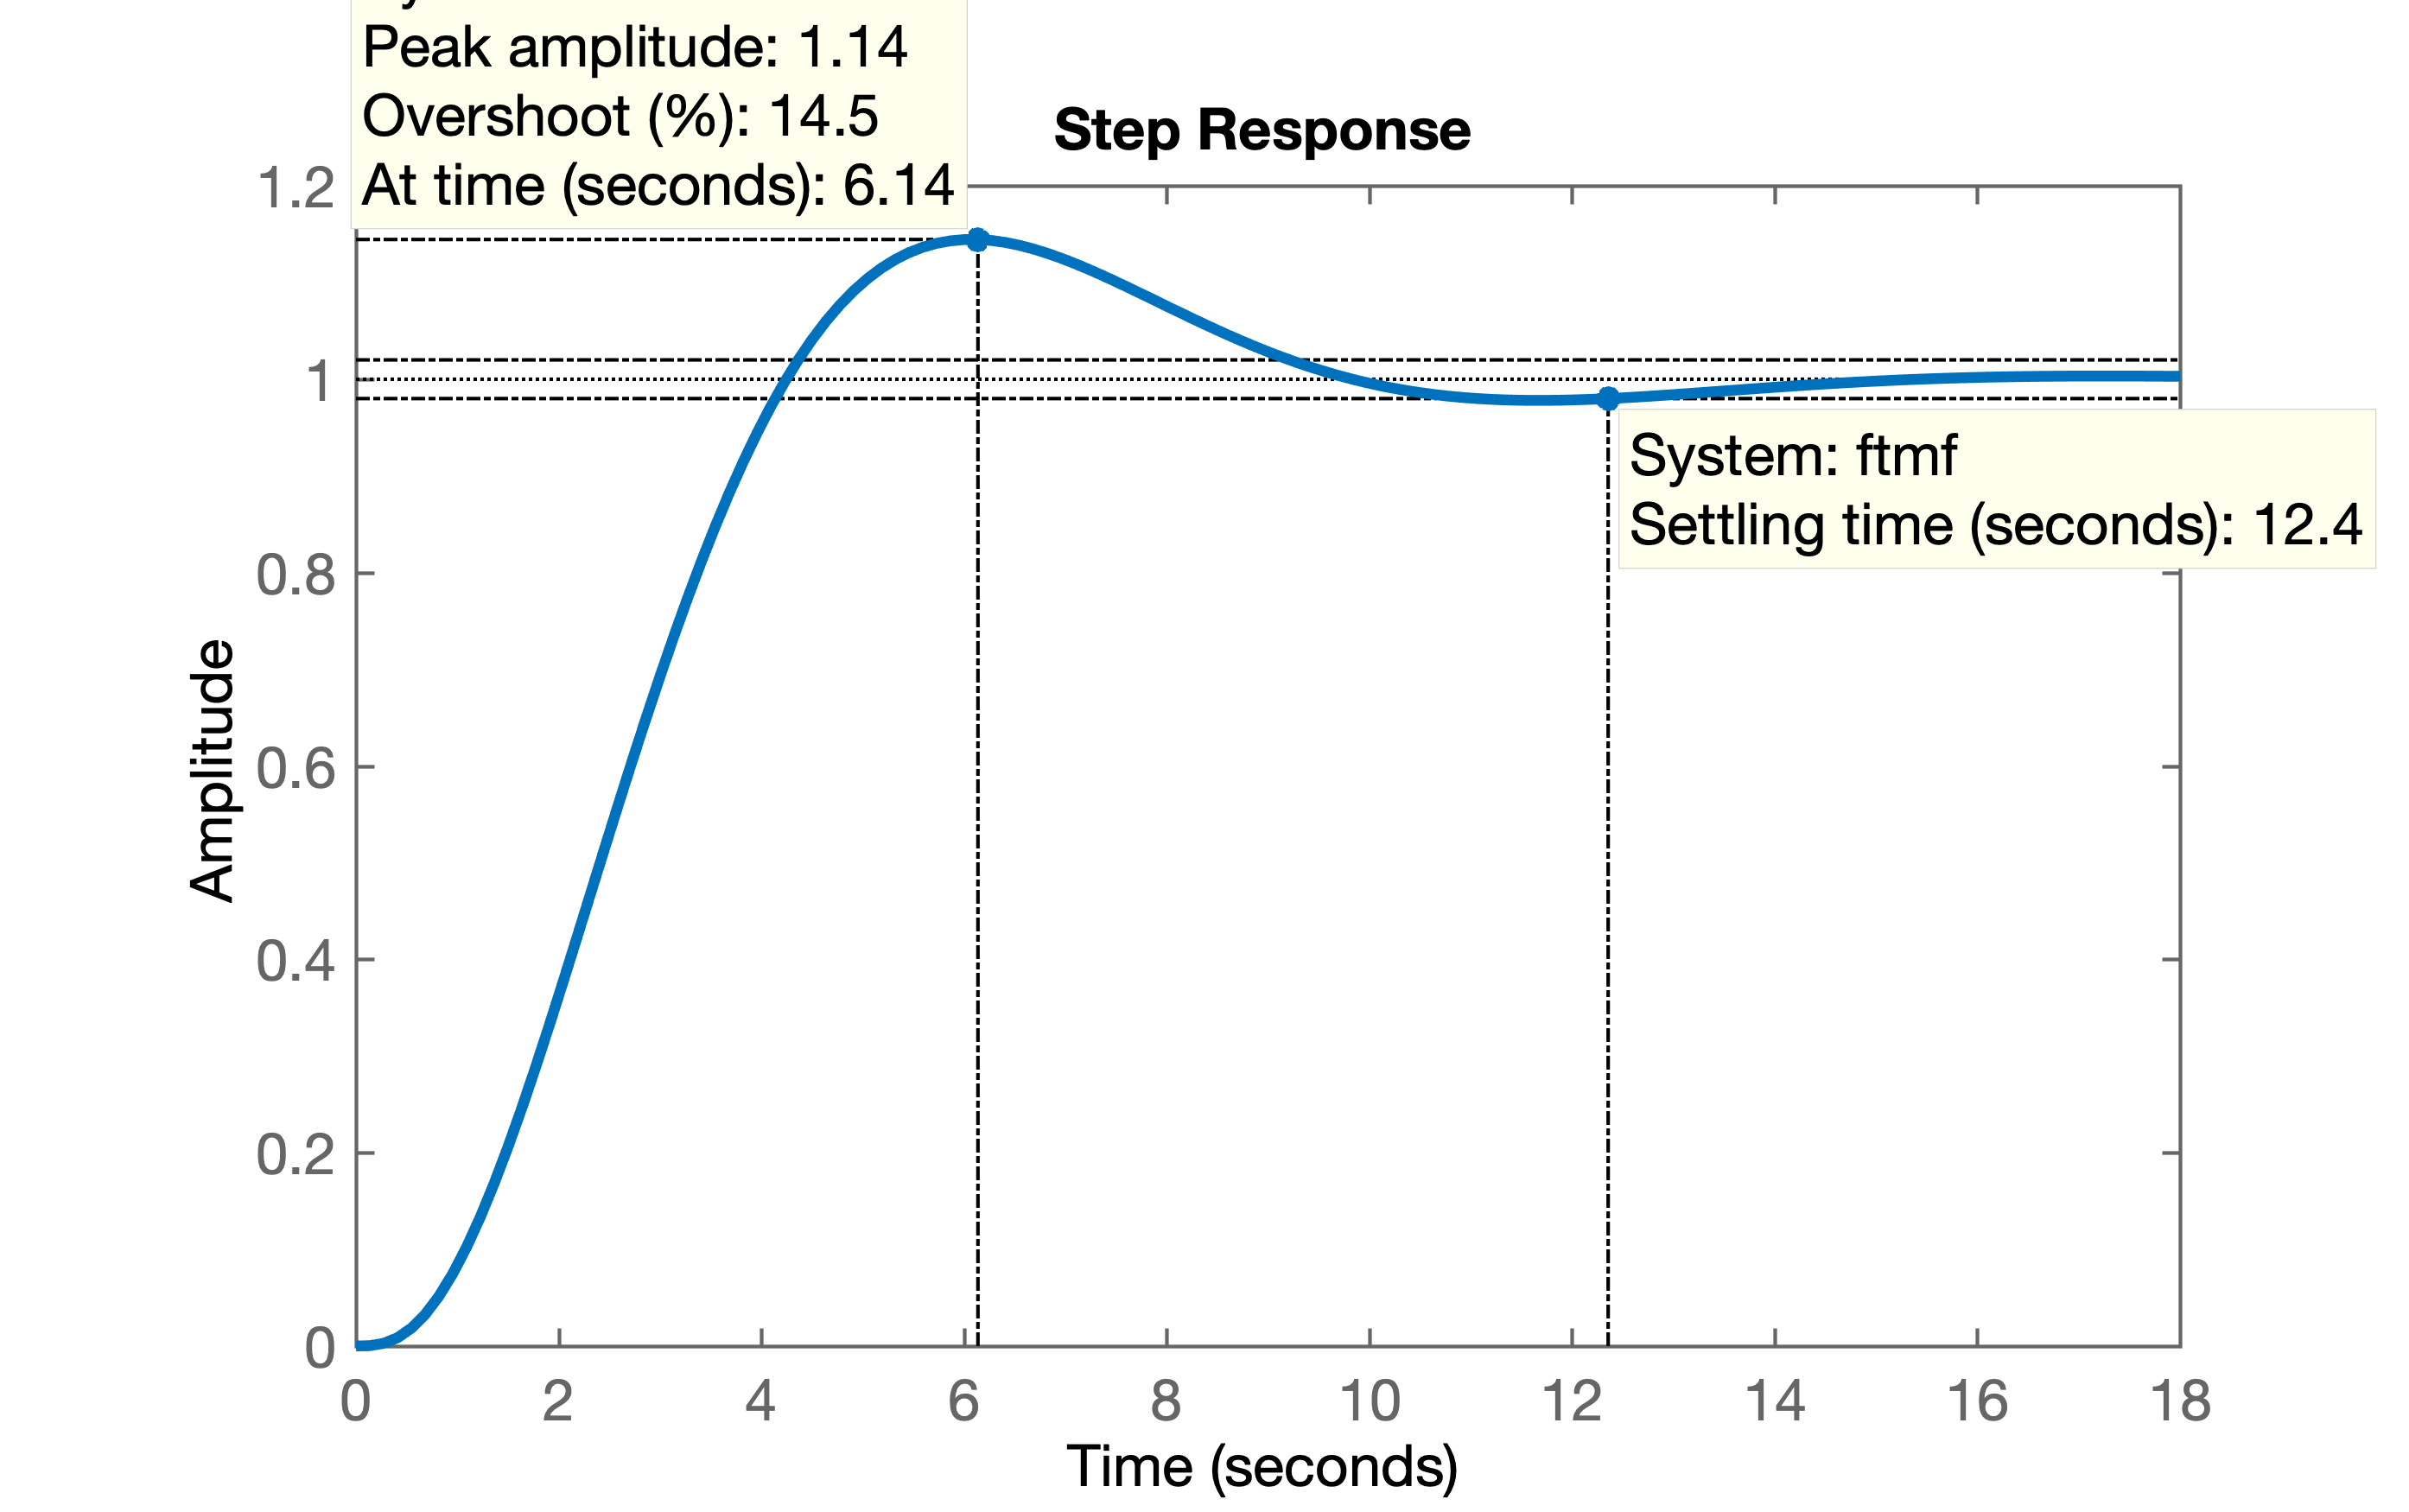 Peak amplitude: 1.14
Overshoot (%): 14.5
At time (seconds): 6.14
Step Response
1.2
1
0.8
0.6
0.4
0.2
0
Amplitude
System: ftmf
Settling time (seconds): 12.4
0 2 4 6 8 10 12 14 16 18
Time (seconds)